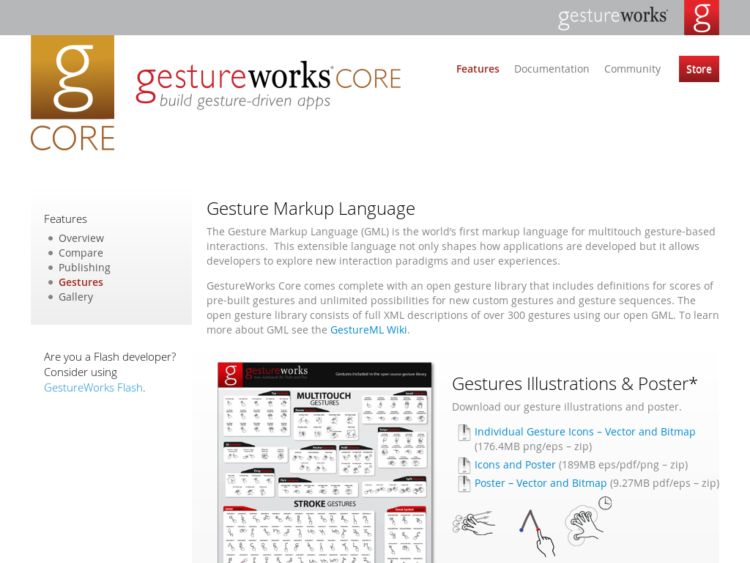 gestureworks
g
g
CORE
gestureworks CORE
build gesture-driven apps
Features
Documentation
Community
Store
Features
Overview
Compare
Publishing
Gestures
Gallery
Are you a Flash developer?
Consider using
GestureWorks Flash.
Gesture Markup Language
The Gesture Markup Language (GML) is the world's first markup language for multitouch gesture-based
interactions. This extensible language not only shapes how applications are developed but it allows
developers to explore new interaction paradigms and user experiences.
GestureWorks Core comes complete with an open gesture library that includes definitions for scores of
pre-built gestures and unlimited possibilities for new custom gestures and gesture sequences. The
open gesture library consists of full XML descriptions of over 300 gestures using our open GML. To learn
more about GML see the GestureML Wiki.
g
gestureworks
Gestures included in the open source gesture library
MULTITOUCH
GESTURES
STROKE GESTURES
Gestures Illustrations & Poster*
Download our gesture illustrations and poster.
Individual Gesture Icons – Vector and Bitmap
(176.4MB png/eps – zip)
Icons and Poster (189MB eps/pdf/png – zip)
Poster – Vector and Bitmap (9.27MB pdf/eps – zip)